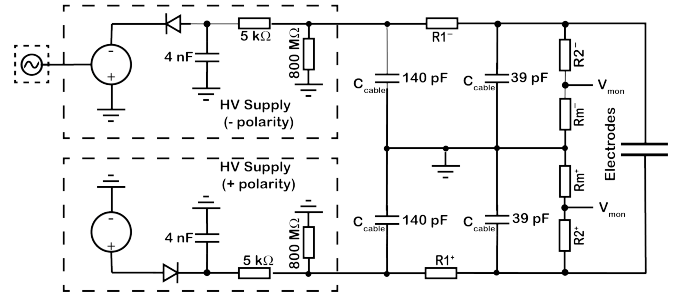 -
+
4 nF
5 kΩ
800 MΩ
HV Supply
(- polarity)
C cable
140 pF
R1⁻
C cable
39 pF
R2⁻
V mon
Rm⁻
Electrodes
HV Supply
(+ polarity)
-
+
4 nF
5 kΩ
800 MΩ
C cable
140 pF
R1⁺
C cable
39 pF
Rm⁺
V mon
R2⁺